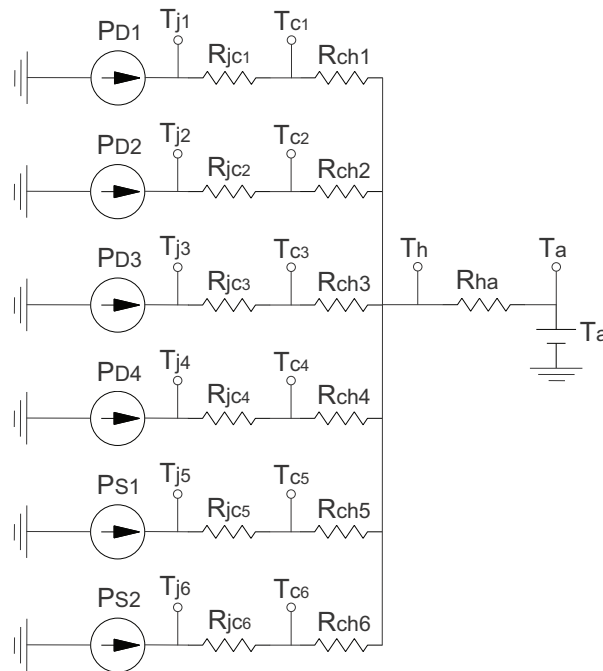 PD1 Tj1 Rjc1 Tc1 Rch1
PD2 Tj2 Rjc2 Tc2 Rch2
PD3 Tj3 Rjc3 Tc3 Rch3
Th Rha Ta
Ta
PD4 Tj4 Rjc4 Tc4 Rch4
PS1 Tj5 Rjc5 Tc5 Rch5
PS2 Tj6 Rjc6 Tc6 Rch6